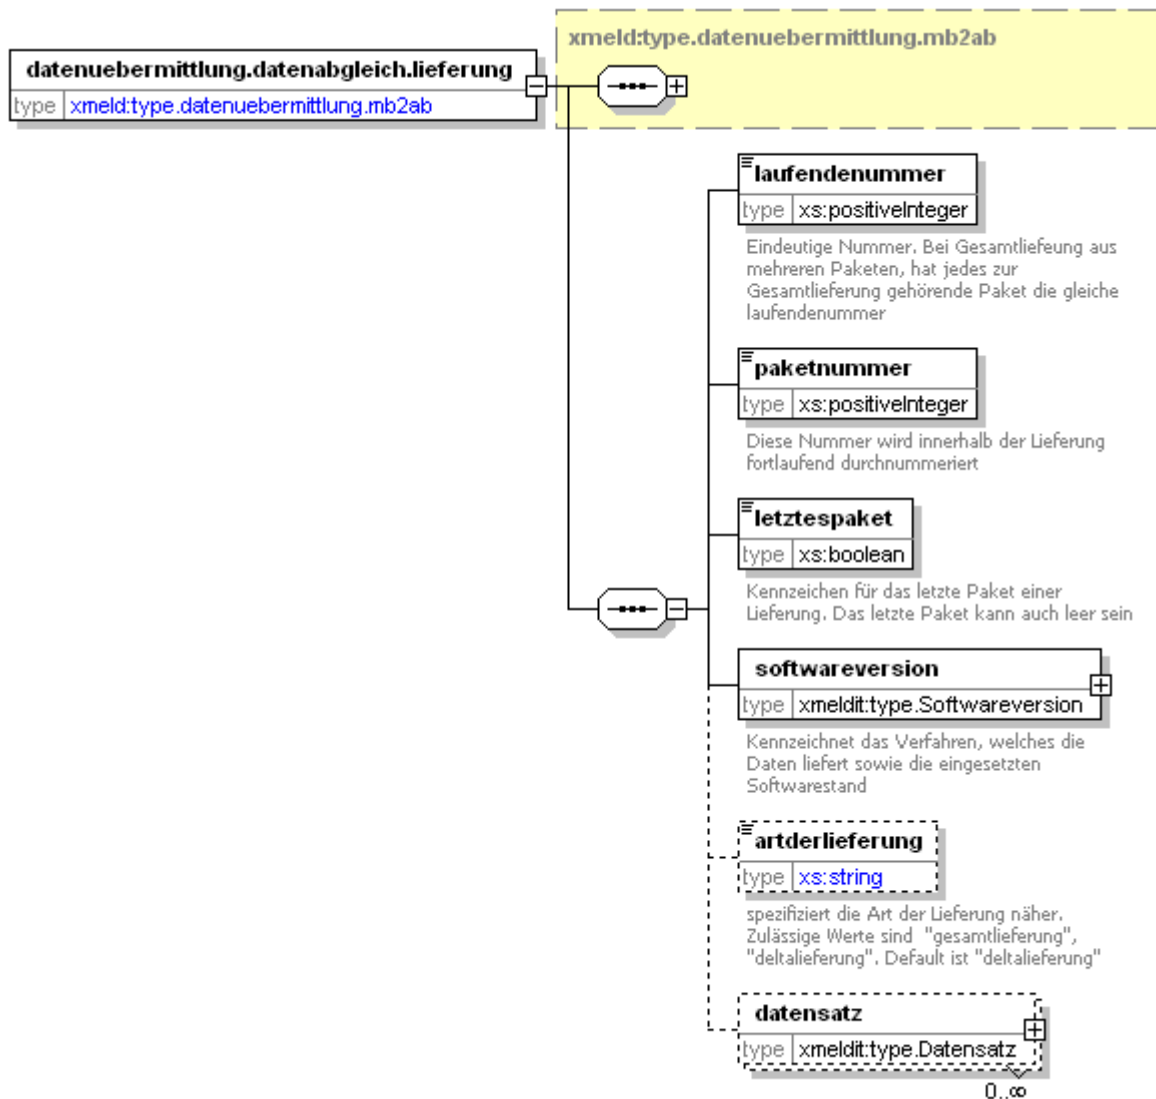 xmeld:type.datenuebermittlung.mb2ab
datenuebermittlung.datenabgleich.lieferung
type xmeld:type.datenuebermittlung.mb2ab
laufendenummer
type xs:positiveInteger
Eindeutige Nummer. Bei Gesamtliefeung aus
mehreren Paketen, hat jedes zur
Gesamtlieferung gehörende Paket die gleiche
laufendenummer
paketnummer
type xs:positiveInteger
Diese Nummer wird innerhalb der Lieferung
fortlaufend durchnummeriert
letztespaket
type xs:boolean
Kennzeichen für das letzte Paket einer
Lieferung. Das letzte Paket kann auch leer sein
softwareversion
type xmeldit:type.Softwareversion
Kennzeichnet das Verfahren, welches die
Daten liefert sowie die eingesetzten
Softwarestand
artderlieferung
type xs:string
spezifiziert die Art der Lieferung näher.
Zulässige Werte sind "gesamtlieferung",
"deltalieferung". Default ist "deltalieferung"
datensatz
type xmeldit:type.Datensatz
0..∞